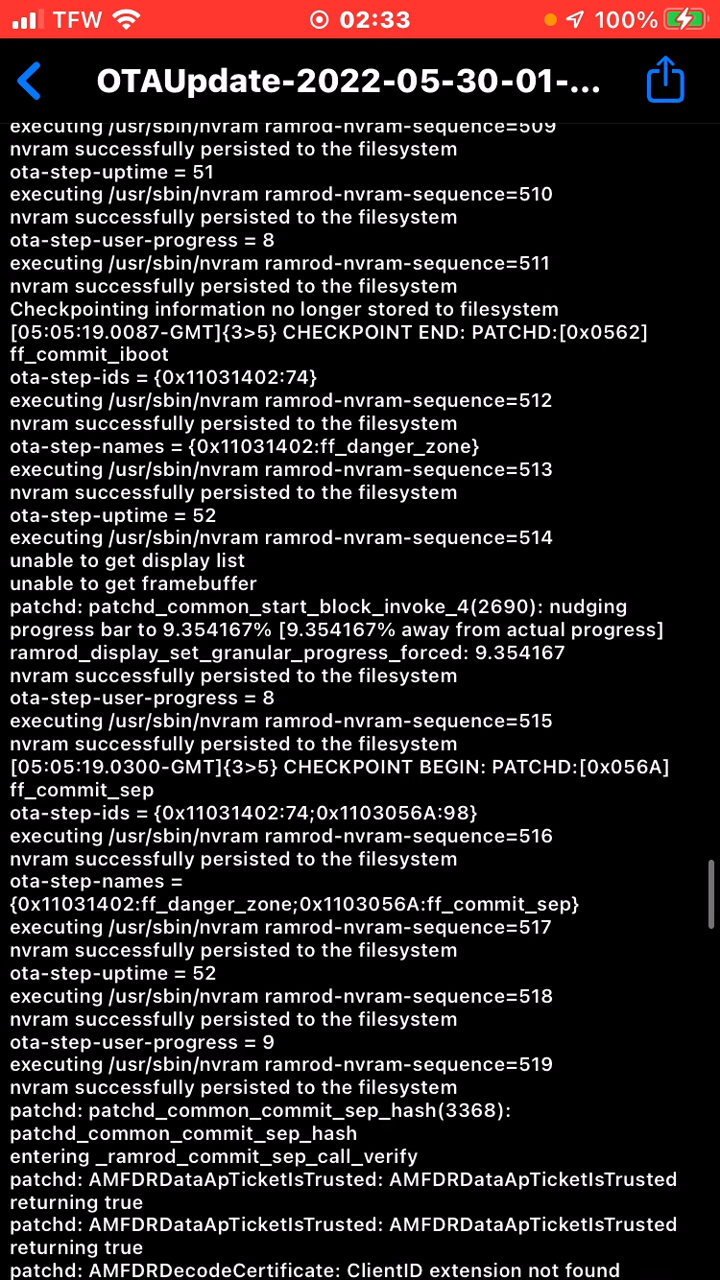 TFW 02:33 100%
OTAUpdate-2022-05-30-01-...
executing /usr/sbin/nvram ramrod-nvram-sequence=509
nvram successfully persisted to the filesystem
ota-step-uptime = 51
executing /usr/sbin/nvram ramrod-nvram-sequence=510
nvram successfully persisted to the filesystem
ota-step-user-progress = 8
executing /usr/sbin/nvram ramrod-nvram-sequence=511
nvram successfully persisted to the filesystem
Checkpointing information no longer stored to filesystem
[05:05:19.0087-GMT]{3>5} CHECKPOINT END: PATCHD:[0x0562]
ff_commit_iboot
ota-step-ids = {0x11031402:74}
executing /usr/sbin/nvram ramrod-nvram-sequence=512
nvram successfully persisted to the filesystem
ota-step-names = {0x11031402:ff_danger_zone}
executing /usr/sbin/nvram ramrod-nvram-sequence=513
nvram successfully persisted to the filesystem
ota-step-uptime = 52
executing /usr/sbin/nvram ramrod-nvram-sequence=514
unable to get display list
unable to get framebuffer
patchd: patchd_common_start_block_invoke_4(2690): nudging
progress bar to 9.354167% [9.354167% away from actual progress]
ramrod_display_set_granular_progress_forced: 9.354167
nvram successfully persisted to the filesystem
ota-step-user-progress = 8
executing /usr/sbin/nvram ramrod-nvram-sequence=515
nvram successfully persisted to the filesystem
[05:05:19.0300-GMT]{3>5} CHECKPOINT BEGIN: PATCHD:[0x056A]
ff_commit_sep
ota-step-ids = {0x11031402:74;0x1103056A:98}
executing /usr/sbin/nvram ramrod-nvram-sequence=516
nvram successfully persisted to the filesystem
ota-step-names =
{0x11031402:ff_danger_zone;0x1103056A:ff_commit_sep}
executing /usr/sbin/nvram ramrod-nvram-sequence=517
nvram successfully persisted to the filesystem
ota-step-uptime = 52
executing /usr/sbin/nvram ramrod-nvram-sequence=518
nvram successfully persisted to the filesystem
ota-step-user-progress = 9
executing /usr/sbin/nvram ramrod-nvram-sequence=519
nvram successfully persisted to the filesystem
patchd: patchd_common_commit_sep_hash(3368):
patchd_common_commit_sep_hash
entering _ramrod_commit_sep_call_verify
patchd: AMFDRDataApTicketIsTrusted: AMFDRDataApTicketIsTrusted
returning true
patchd: AMFDRDataApTicketIsTrusted: AMFDRDataApTicketIsTrusted
returning true
patchd: AMFDRDecodeCertificate: ClientID extension not found